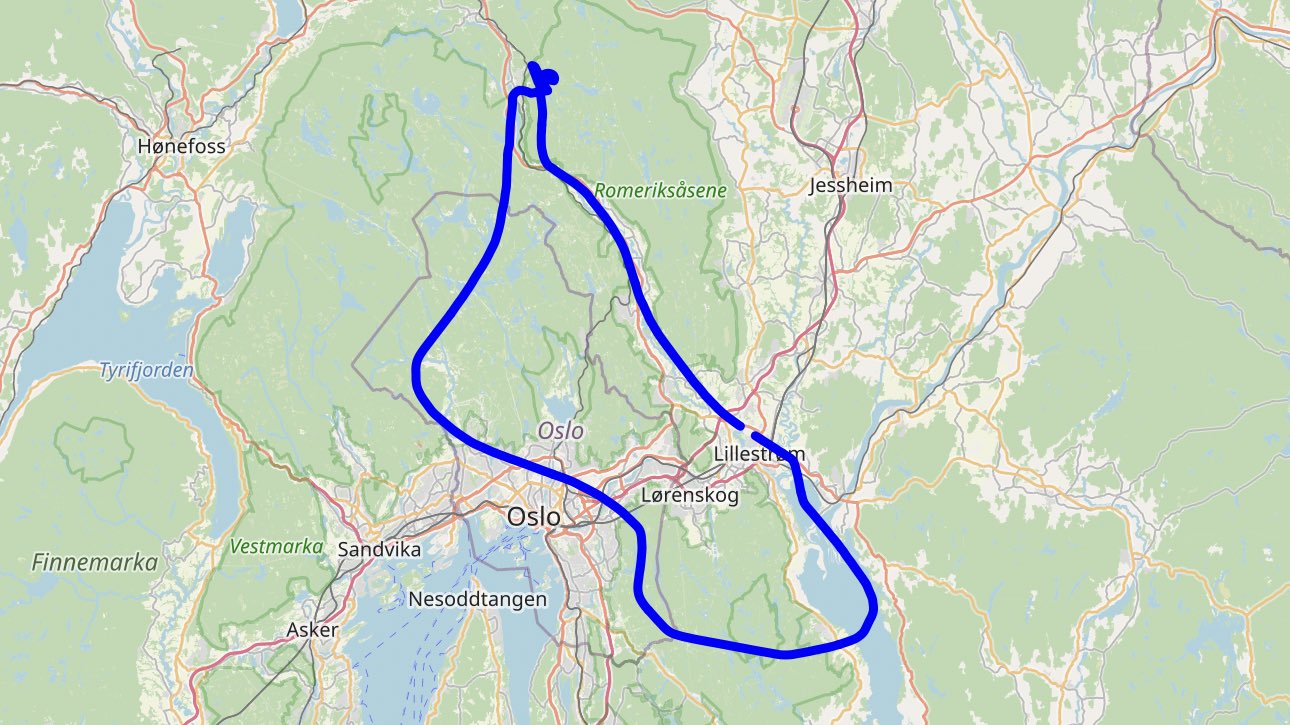 Hønefoss
Jessheim
Romeriksåsene
Tyrifjorden
Oslo
Lillestrøm
Lørenskog
Oslo
Vestmarka
Sandvika
Finnemarka
Nesoddtangen
Asker